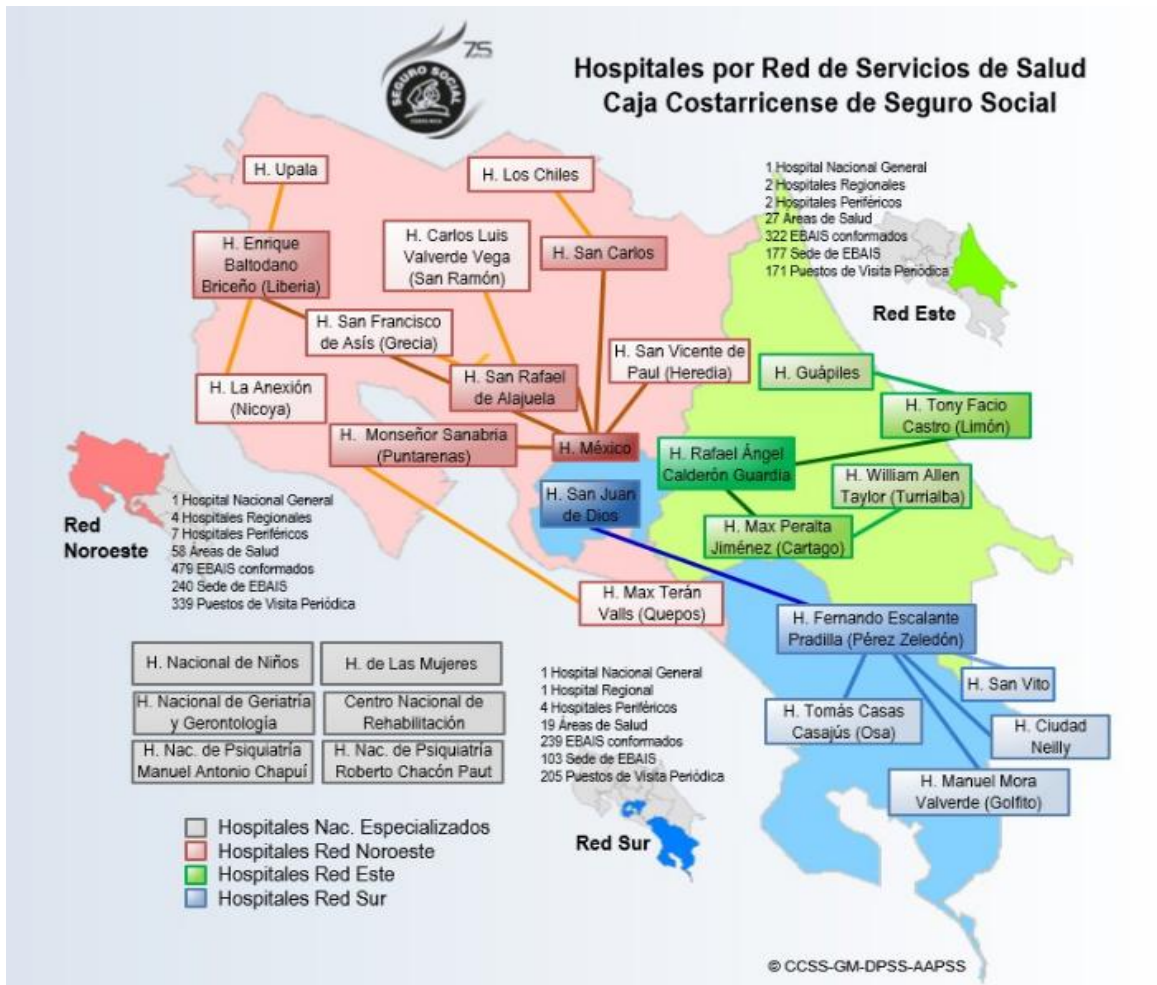 75
SEGURO SOCIAL
COSTA RICA
Hospitales por Red de Servicios de Salud
Caja Costarricense de Seguro Social
H. Upala
H. Los Chiles
H. Enrique
Baltodano
Briceño (Liberia)
H. Carlos Luis
Valverde Vega
(San Ramón)
H. San Carlos
H. San Francisco
de Asís (Grecia)
H. San Vicente de
Paul (Heredia)
H. La Anexión
(Nicoya)
H. San Rafael
de Alajuela
H. Monseñor Sanabria
(Puntarenas)
H. México
H. San Juan
de Dios
H. Max Terán
Valls (Quepos)
1 Hospital Nacional General
2 Hospitales Regionales
2 Hospitales Periféricos
27 Áreas de Salud
322 EBAIS conformados
177 Sede de EBAIS
171 Puestos de Visita Periódica
Red Este
H. Guápiles
H. Tony Facio
Castro (Limón)
H. Rafael Ángel
Calderón Guardia
H. William Allen
Taylor (Turrialba)
H. Max Peralta
Jiménez (Cartago)
Red
Noroeste
1 Hospital Nacional General
4 Hospitales Regionales
7 Hospitales Periféricos
58 Áreas de Salud
479 EBAIS conformados
240 Sede de EBAIS
339 Puestos de Visita Periódica
H. Fernando Escalante
Pradilla (Pérez Zeledón)
H. San Vito
H. Tomás Casas
Casajús (Osa)
H. Ciudad
Neilly
H. Manuel Mora
Valverde (Golfito)
1 Hospital Nacional General
1 Hospital Regional
4 Hospitales Periféricos
19 Áreas de Salud
239 EBAIS conformados
103 Sede de EBAIS
205 Puestos de Visita Periódica
Red Sur
H. Nacional de Niños
H. de Las Mujeres
H. Nacional de Geriatría
y Gerontología
Centro Nacional de
Rehabilitación
H. Nac. de Psiquiatría
Manuel Antonio Chapuí
H. Nac. de Psiquiatría
Roberto Chacón Paut
Hospitales Nac. Especializados
Hospitales Red Noroeste
Hospitales Red Este
Hospitales Red Sur
© CCSS-GM-DPSS-AAPSS